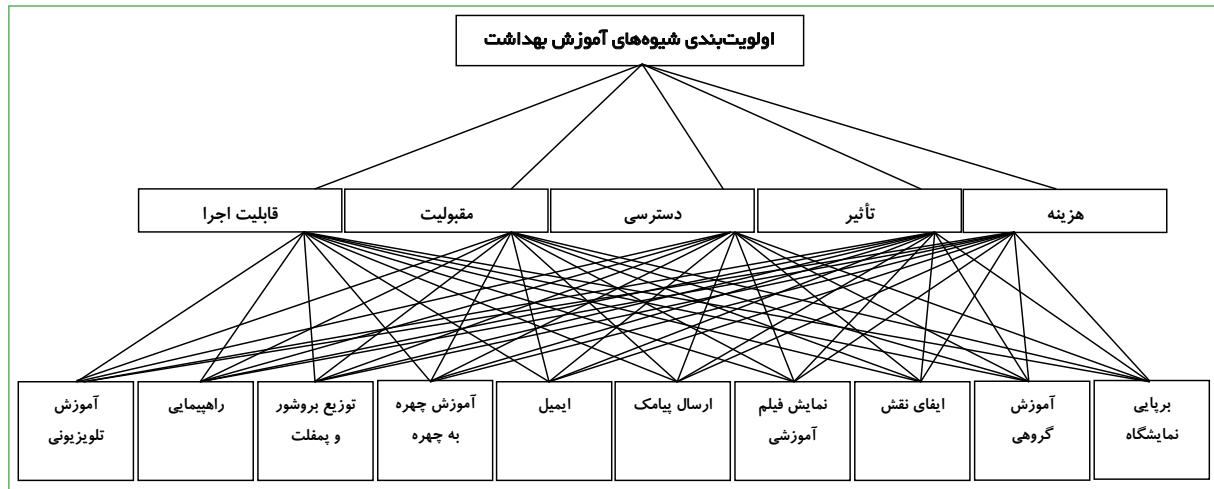 اولویت‌بندی شیوه‌های آموزش بهداشت
هزینه
تأثیر
دسترسی
مقبولیت
قابلیت اجرا
برپایی
نمایشگاه
آموزش
گروهی
ایفای نقش
نمایش فیلم
آموزشی
ارسال پیامک
ایمیل
آموزش چهره
به چهره
توزیع بروشور
و پمفلت
راهپیمایی
آموزش
تلویزیونی